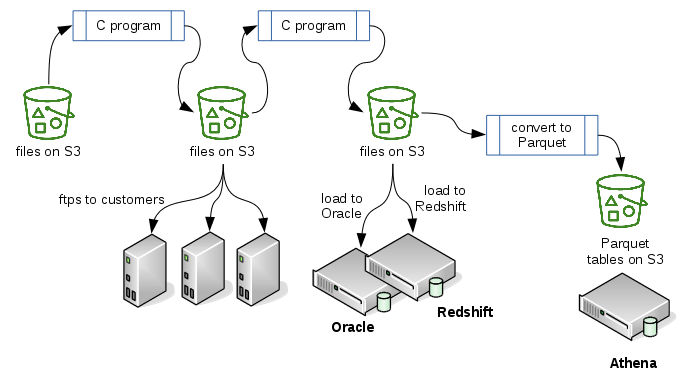 C program
C program
files on S3
files on S3
files on S3
convert to
Parquet
ftps to customers
load to
Oracle
load to
Redshift
Parquet
tables on S3
Oracle
Redshift
Athena